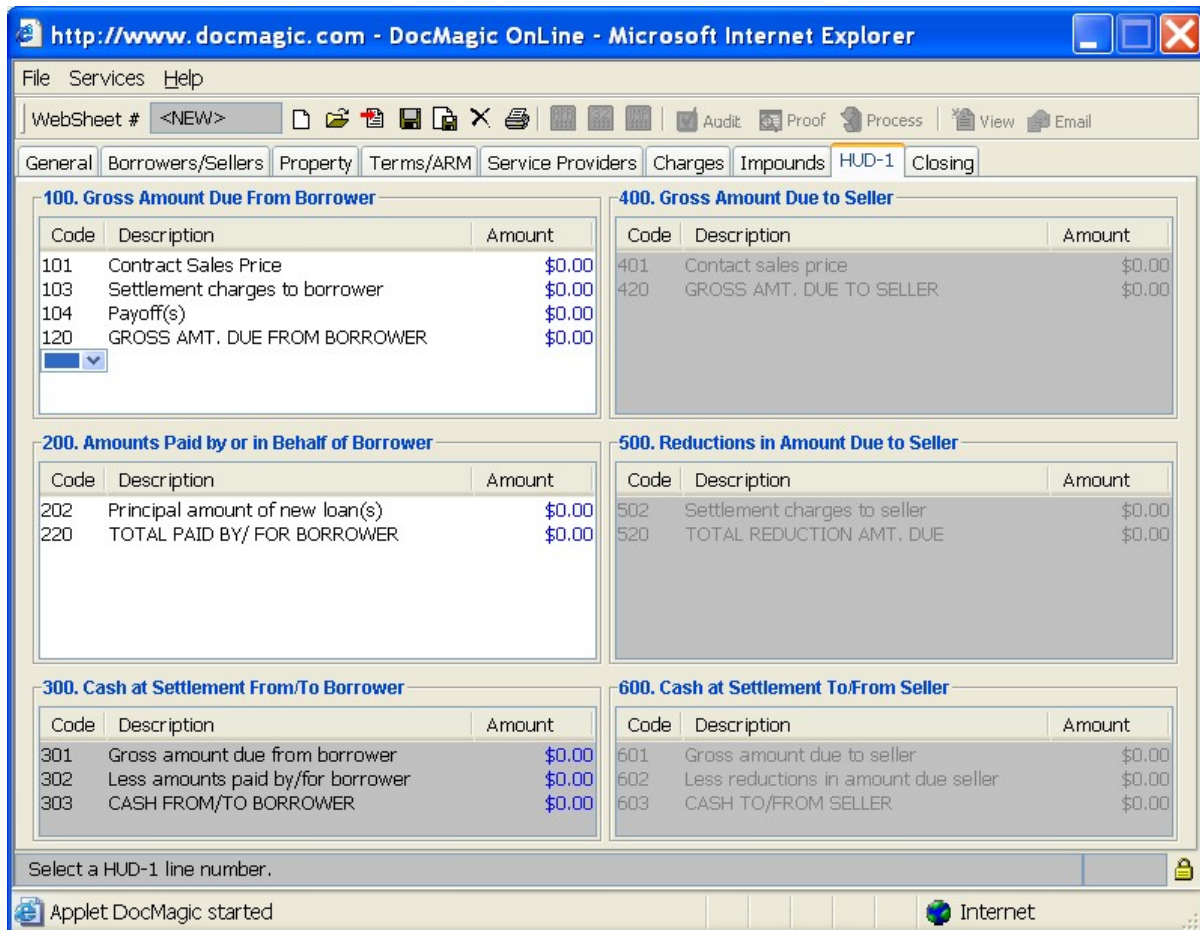 http://www.docmagic.com - DocMagic OnLine - Microsoft Internet Explorer
File Services Help
WebSheet # <NEW> Audit Proof Process View Email
General Borrowers/Sellers Property Terms/ARM Service Providers Charges Impounds HUD-1 Closing
100. Gross Amount Due From Borrower
Code Description Amount
101 Contract Sales Price $0.00
103 Settlement charges to borrower $0.00
104 Payoff(s) $0.00
120 GROSS AMT. DUE FROM BORROWER $0.00
400. Gross Amount Due to Seller
Code Description Amount
401 Contact sales price $0.00
420 GROSS AMT. DUE TO SELLER $0.00
200. Amounts Paid by or in Behalf of Borrower
Code Description Amount
202 Principal amount of new loan(s) $0.00
220 TOTAL PAID BY/ FOR BORROWER $0.00
500. Reductions in Amount Due to Seller
Code Description Amount
502 Settlement charges to seller $0.00
520 TOTAL REDUCTION AMT. DUE $0.00
300. Cash at Settlement From/To Borrower
Code Description Amount
301 Gross amount due from borrower $0.00
302 Less amounts paid by/for borrower $0.00
303 CASH FROM/TO BORROWER $0.00
600. Cash at Settlement To/From Seller
Code Description Amount
601 Gross amount due to seller $0.00
602 Less reductions in amount due seller $0.00
603 CASH TO/FROM SELLER $0.00
Select a HUD-1 line number.
Applet DocMagic started Internet